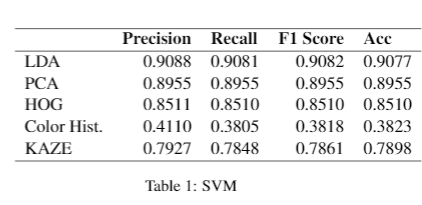 Precision Recall F1 Score Acc
LDA 0.9088 0.9081 0.9082 0.9077
PCA 0.8955 0.8955 0.8955 0.8955
HOG 0.8511 0.8510 0.8510 0.8510
Color Hist. 0.4110 0.3805 0.3818 0.3823
KAZE 0.7927 0.7848 0.7861 0.7898
Table 1: SVM